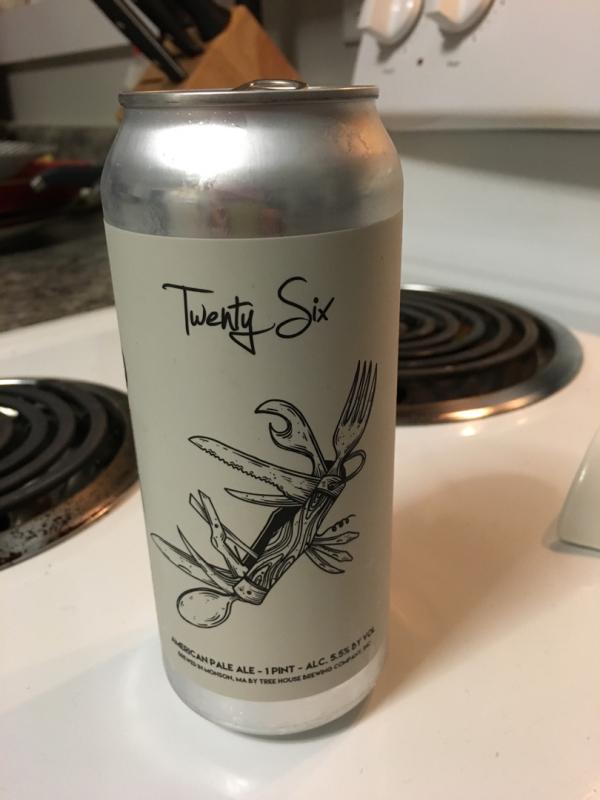 Twenty Six
AMERICAN PALE ALE - 1 PINT - ALC. 5.5% BY VOL
BREWED IN MONSON, MA BY TREE HOUSE BREWING COMPANY, INC